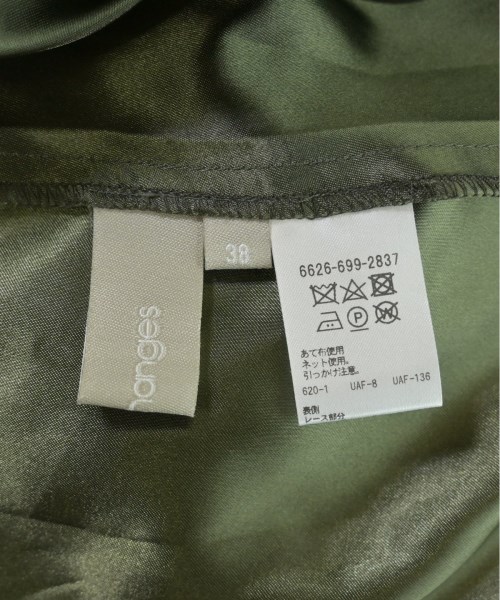 hanges
38
6626-699-2837
P W
あて布使用
ネット使用。
引っかけ注意。
620-1 UAF-8 UAF-136
表側
レース部分